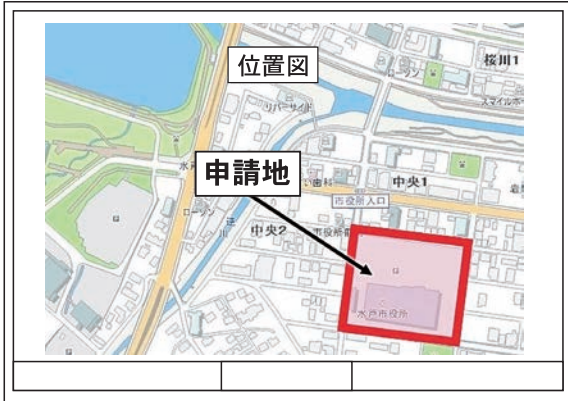 位置図
桜川1
ローソン
リバーサイド
申請地
中央1
市役所入口
ローソン
逆川
中央2
水戸市役所